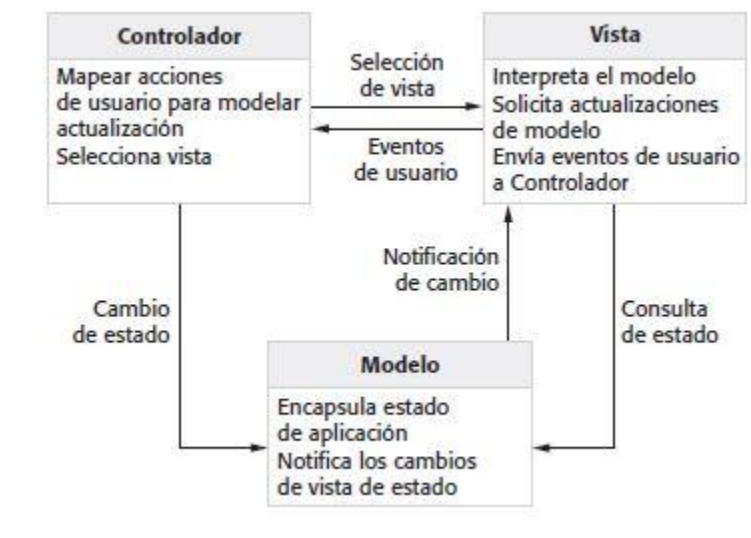 Controlador
Mapear acciones
de usuario para modelar
actualización
Selecciona vista
Selección
de vista
Eventos
de usuario
Vista
Interpreta el modelo
Solicita actualizaciones
de modelo
Envía eventos de usuario
a Controlador
Cambio
de estado
Notificación
de cambio
Consulta
de estado
Modelo
Encapsula estado
de aplicación
Notifica los cambios
de vista de estado